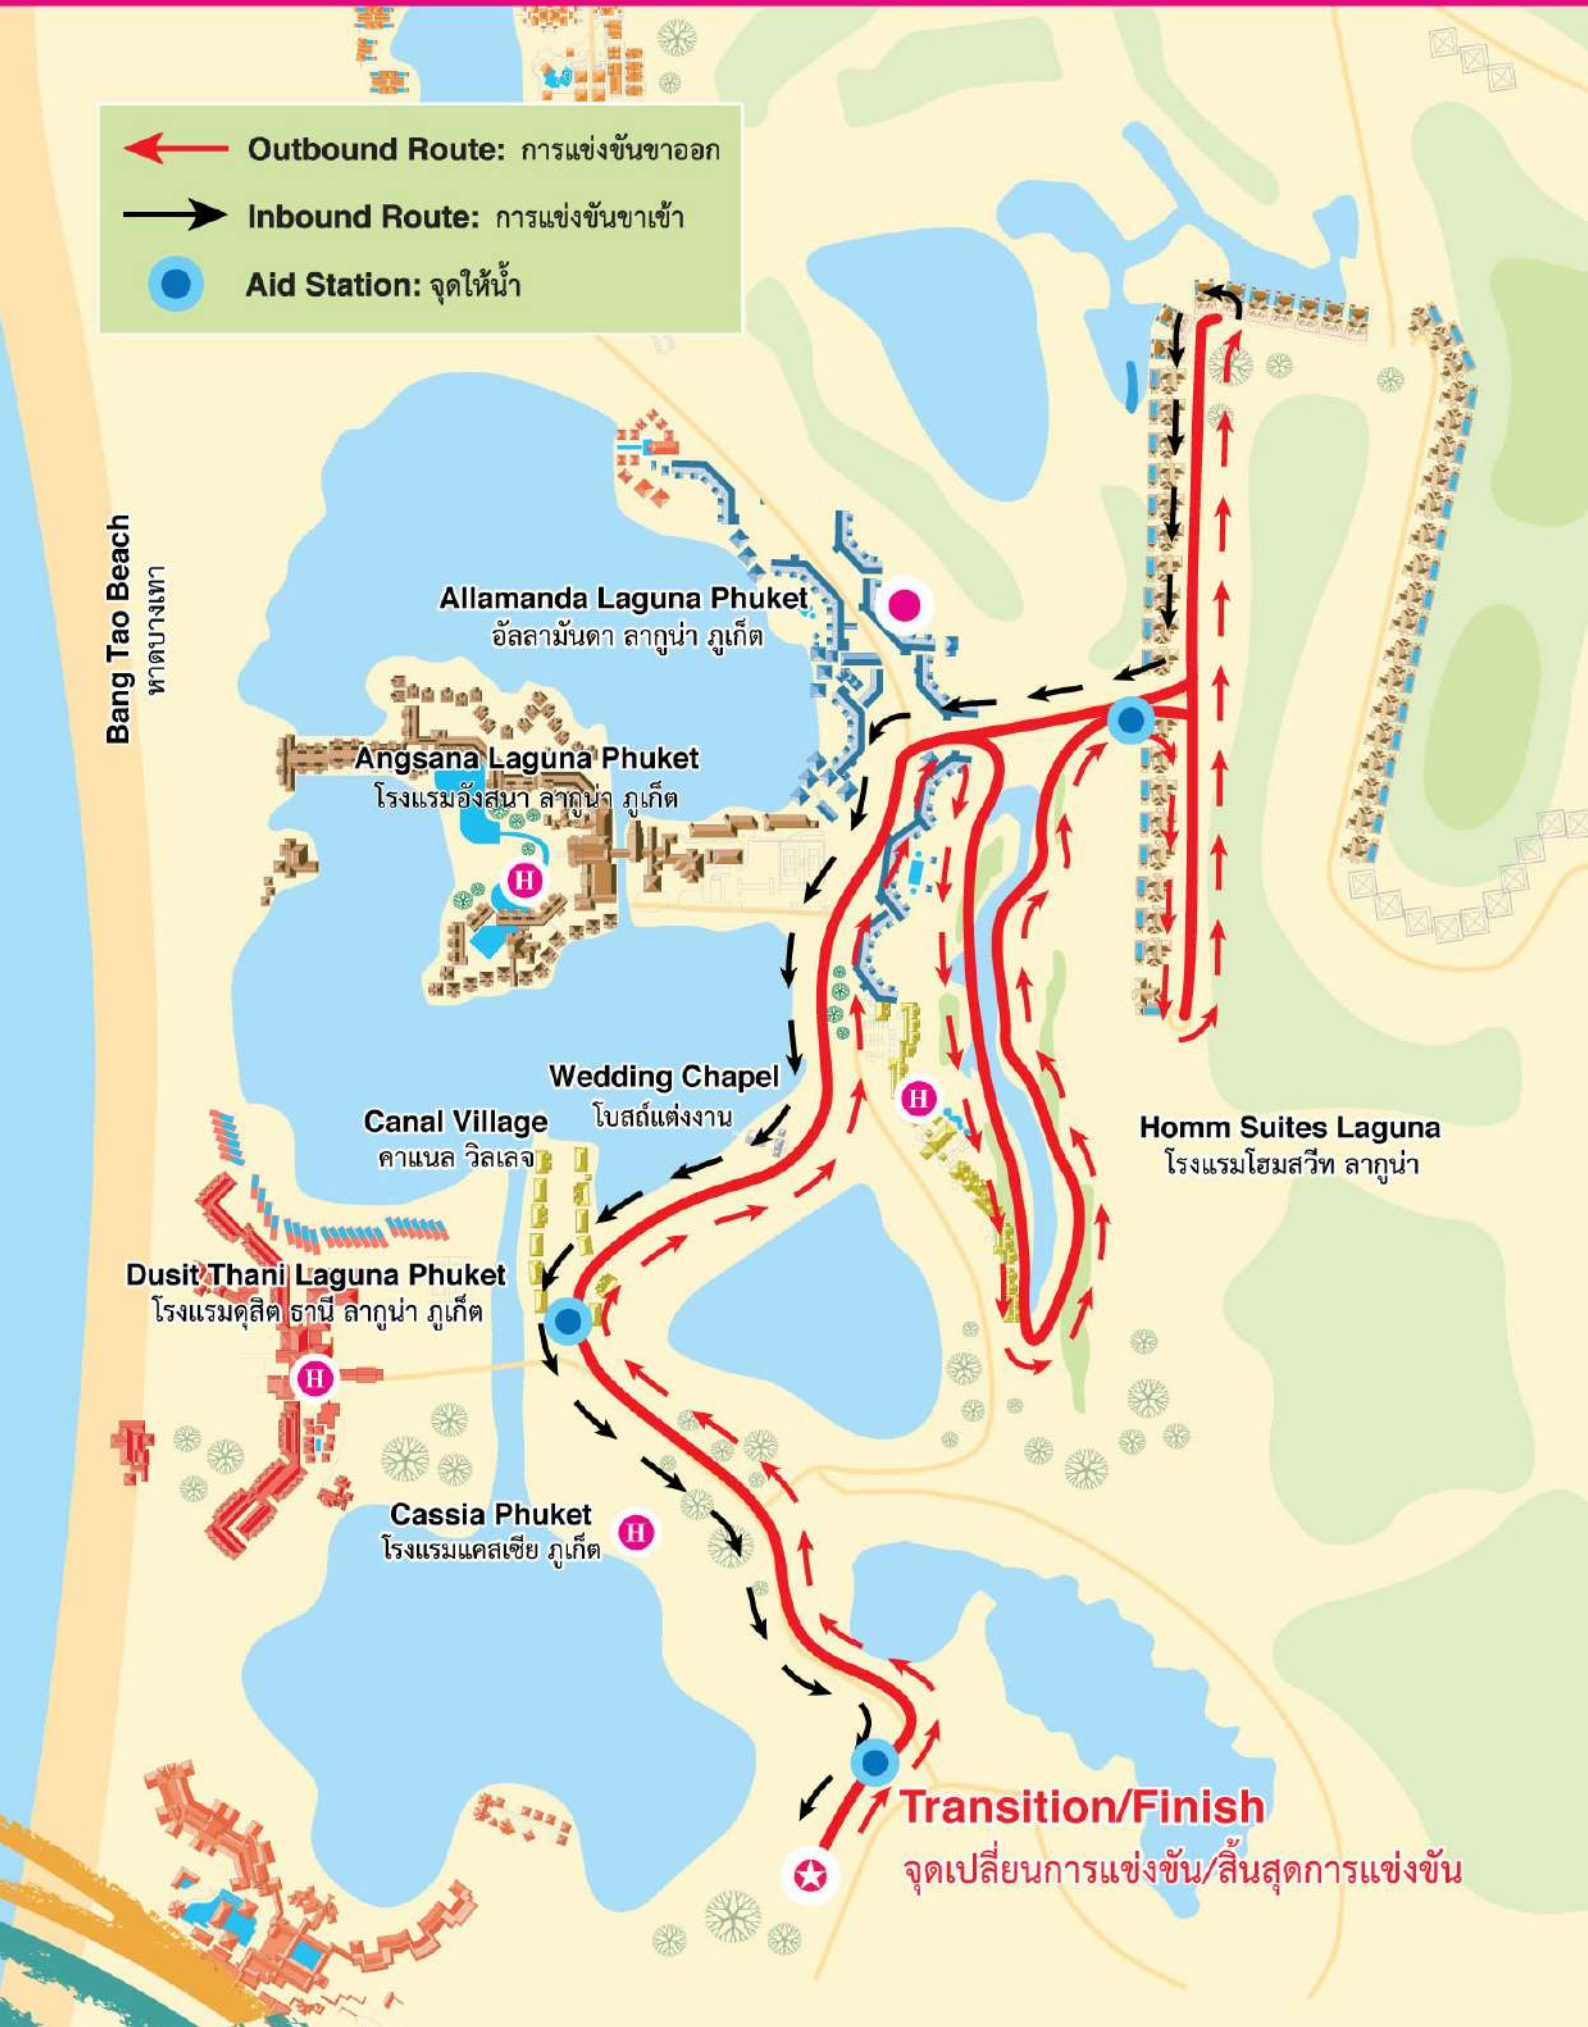 Outbound Route: การแข่งขันขาออก
Inbound Route: การแข่งขันขาเข้า
Aid Station: จุดให้น้ำ
Bang Tao Beach
หาดบางเทา
Allamanda Laguna Phuket
อัลลามันดา ลากูน่า ภูเก็ต
Angsana Laguna Phuket
โรงแรมอังสนา ลากูน่า ภูเก็ต
H
Wedding Chapel
โบสถ์แต่งงาน
H
Canal Village
คาแนล วิลเลจ
Homm Suites Laguna
โรงแรมโฮมสวีท ลากูน่า
Dusit Thani Laguna Phuket
โรงแรมดุสิต ธานี ลากูน่า ภูเก็ต
H
Cassia Phuket
โรงแรมแคสเซีย ภูเก็ต
H
Transition/Finish
จุดเปลี่ยนการแข่งขัน/สิ้นสุดการแข่งขัน